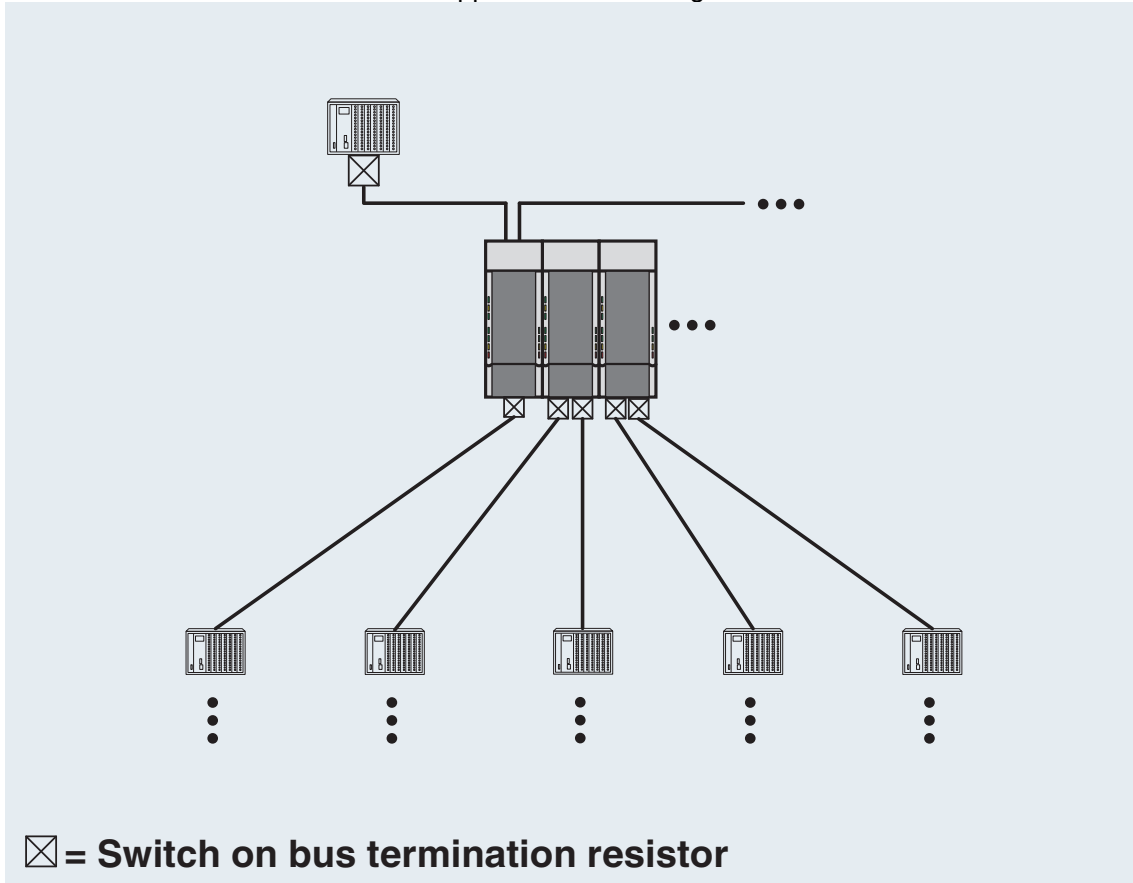 = Switch on bus termination resistor